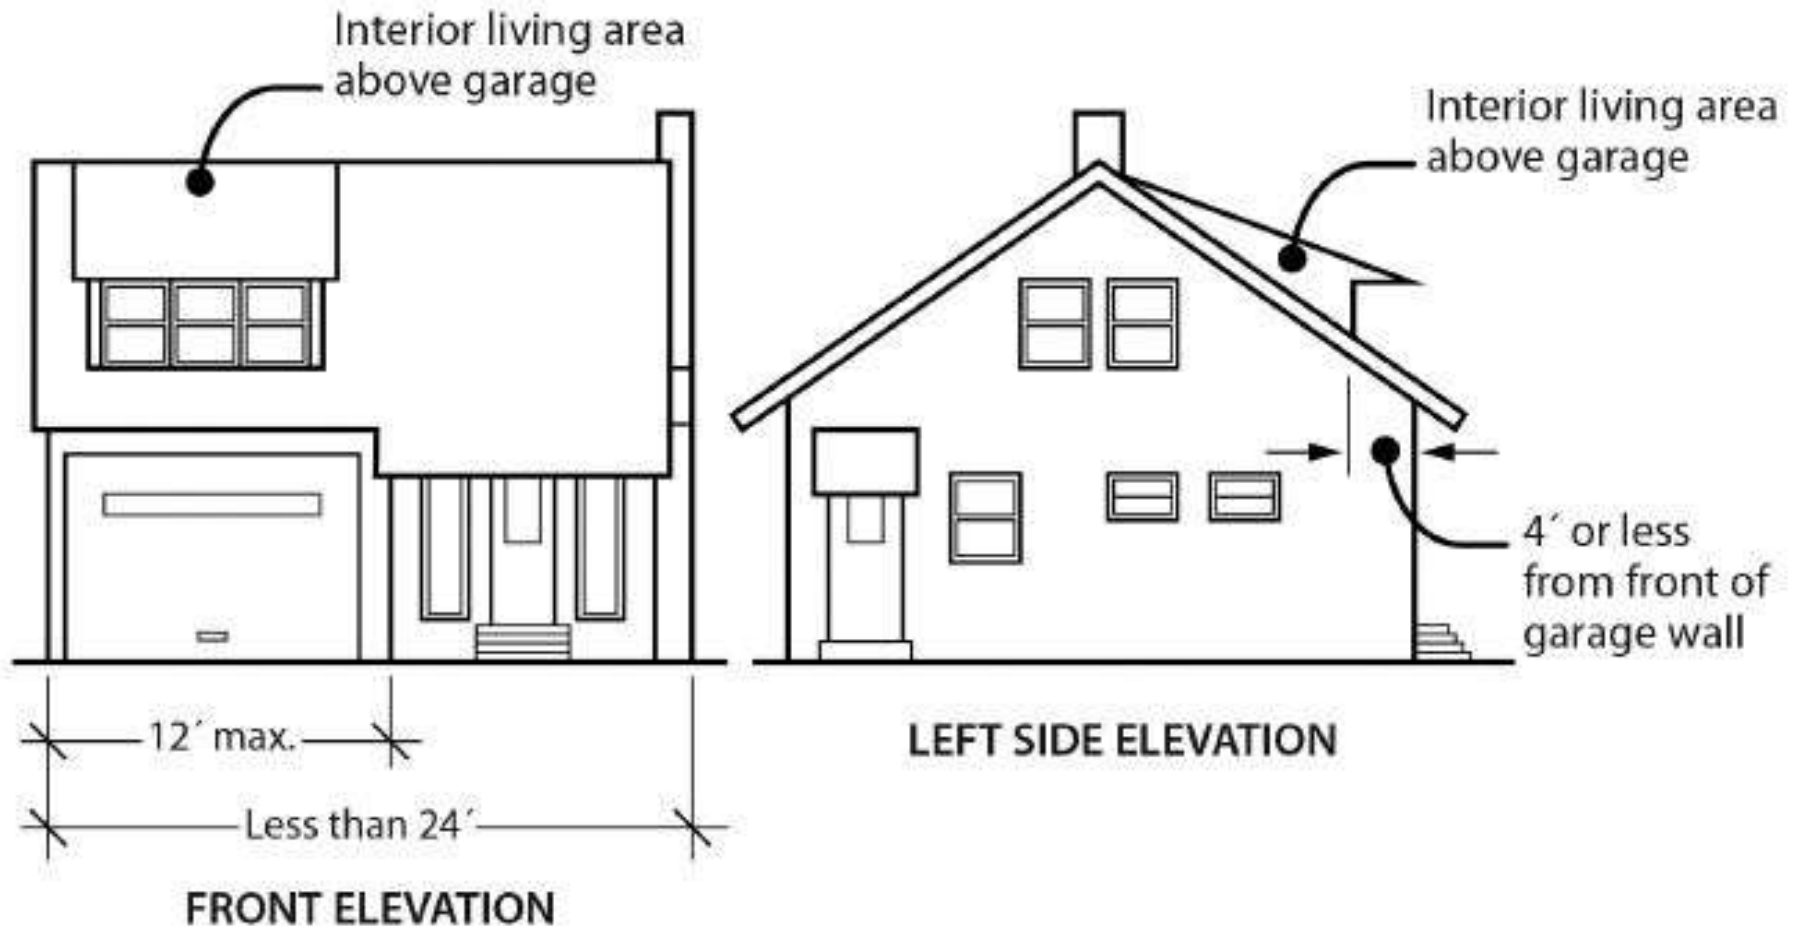 Interior living area
above garage
Interior living area
above garage
4´ or less
from front of
garage wall
12´ max.
Less than 24´
LEFT SIDE ELEVATION
FRONT ELEVATION